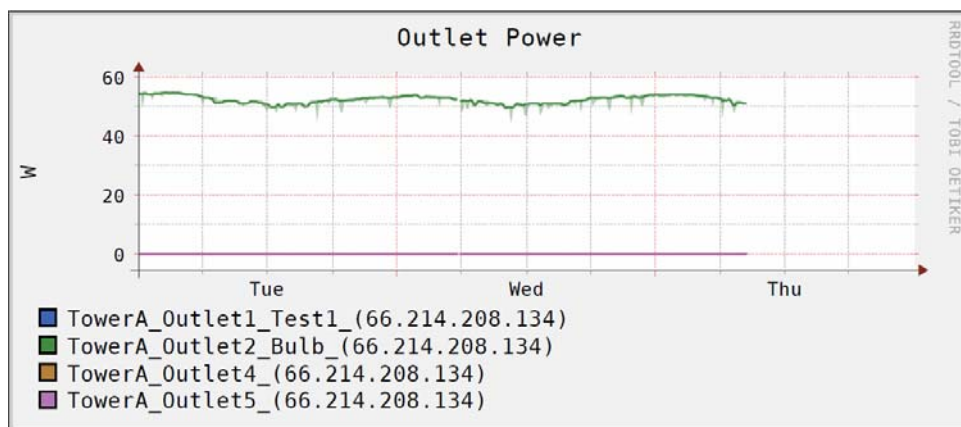 Outlet Power
RRDTOOL / TOBI OETIKER
60
40
20
0
W
Tue Wed Thu
TowerA_Outlet1_Test1_(66.214.208.134)
TowerA_Outlet2_Bulb_(66.214.208.134)
TowerA_Outlet4_(66.214.208.134)
TowerA_Outlet5_(66.214.208.134)